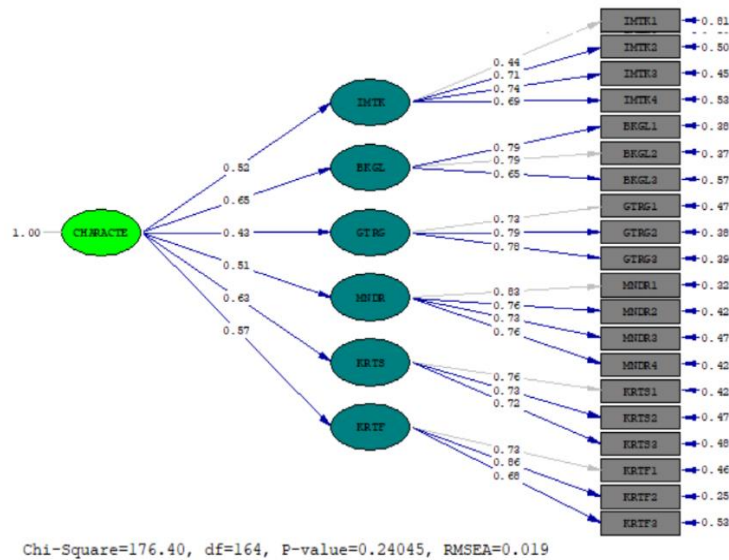 IMTK1
0.81
IMTK2
0.50
IMTK3
0.45
IMTK4
0.53
BKGL1
0.38
BKGL2
0.37
BKGL3
0.57
GTRG1
0.47
GTRG2
0.38
GTRG3
0.39
MNDR1
0.32
MNDR2
0.42
MNDR3
0.47
MNDR4
0.42
KRTS1
0.42
KRTS2
0.47
KRTS3
0.48
KRTF1
0.46
KRTF2
0.25
KRTF3
0.53
0.44
0.71
0.74
0.69
0.79
0.79
0.65
0.73
0.79
0.78
0.83
0.76
0.73
0.76
0.76
0.73
0.72
0.73
0.86
0.68
IMTK
BKGL
GTRG
MNDR
KRTS
KRTF
0.52
0.65
0.43
0.51
0.63
0.57
1.00
CHARACTE
Chi-Square=176.40, df=164, P-value=0.24045, RMSEA=0.019